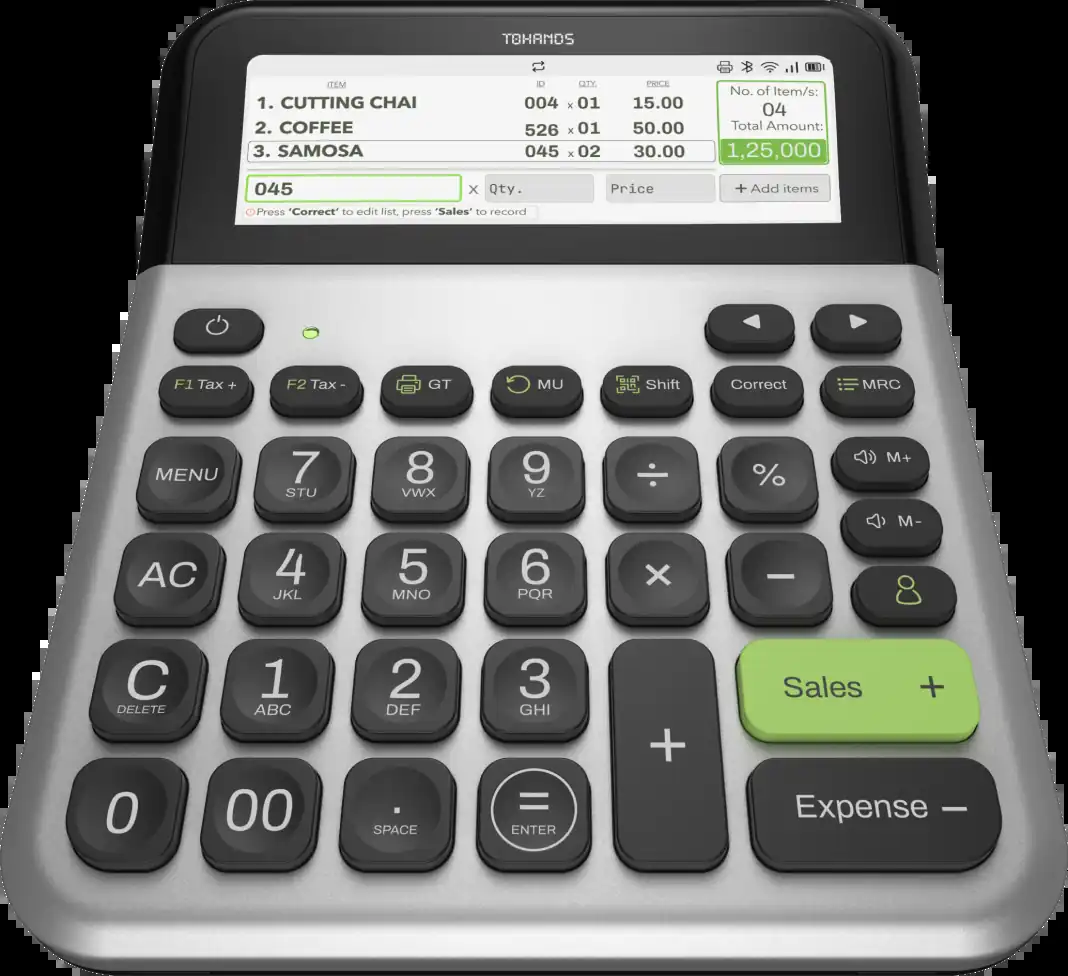 TOHANDS
ITEM ID QTY. PRICE
1. CUTTING CHAI 004 x 01 15.00
2. COFFEE 526 x 01 50.00
3. SAMOSA 045 x 02 30.00
No. of Item/s:
04
Total Amount:
1,25,000
045 X Qty. Price + Add items
Press 'Correct' to edit list, press 'Sales' to record
F1 Tax + F2 Tax - GT MU Shift Correct MRC
MENU 7 8 9 ÷ % M+
STU VWX YZ
M-
AC 4 5 6 × −
JKL MNO PQR
C 1 2 3 + Sales +
DELETE ABC DEF GHI
0 00 . = Expense −
SPACE ENTER